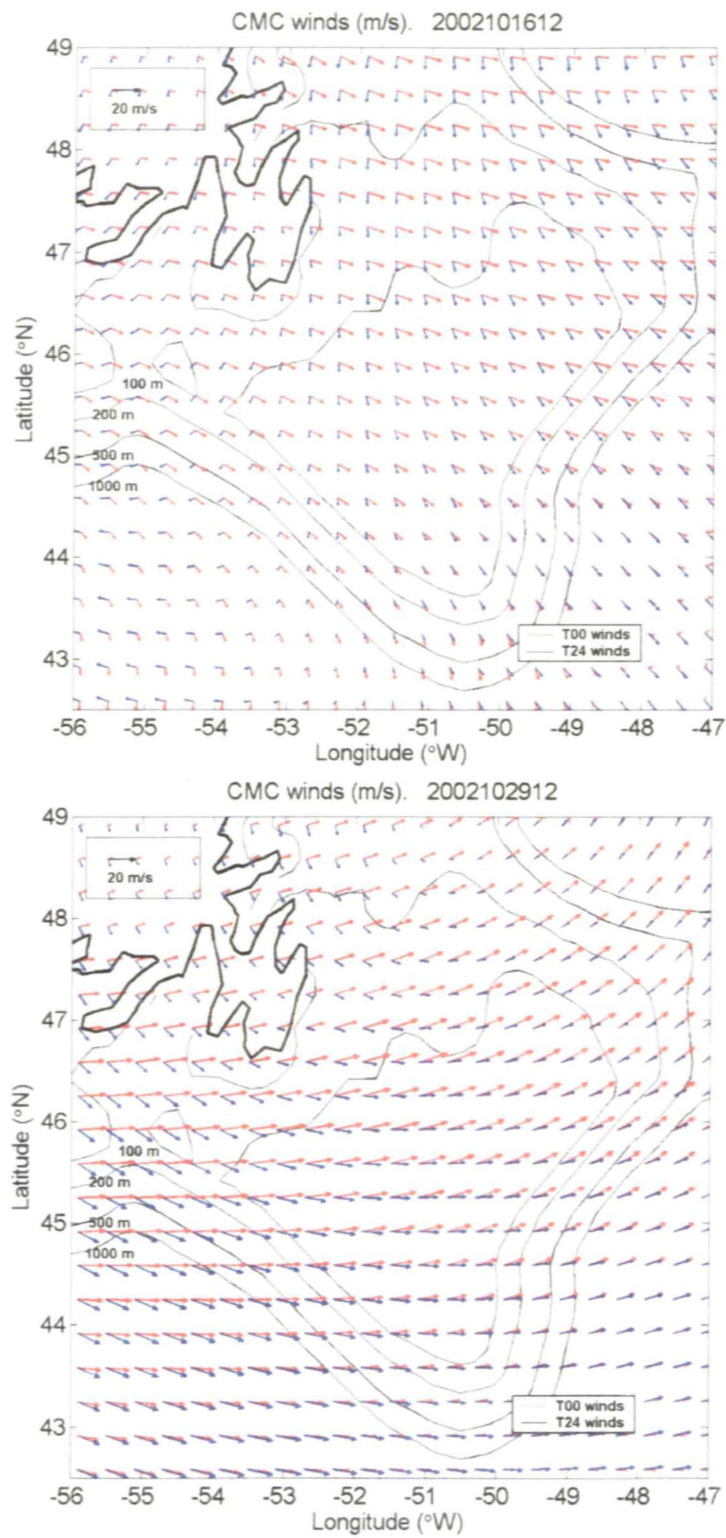 CMC winds (m/s). 2002101612
49
48
47
46
45
44
43
Latitude (°N)
20 m/s
100 m
200 m
500 m
1000 m
T00 winds
T24 winds
-56 -55 -54 -53 -52 -51 -50 -49 -48 -47
Longitude (°W)
CMC winds (m/s). 2002102912
49
48
47
46
45
44
43
Latitude (°N)
20 m/s
100 m
200 m
500 m
1000 m
T00 winds
T24 winds
-56 -55 -54 -53 -52 -51 -50 -49 -48 -47
Longitude (°W)